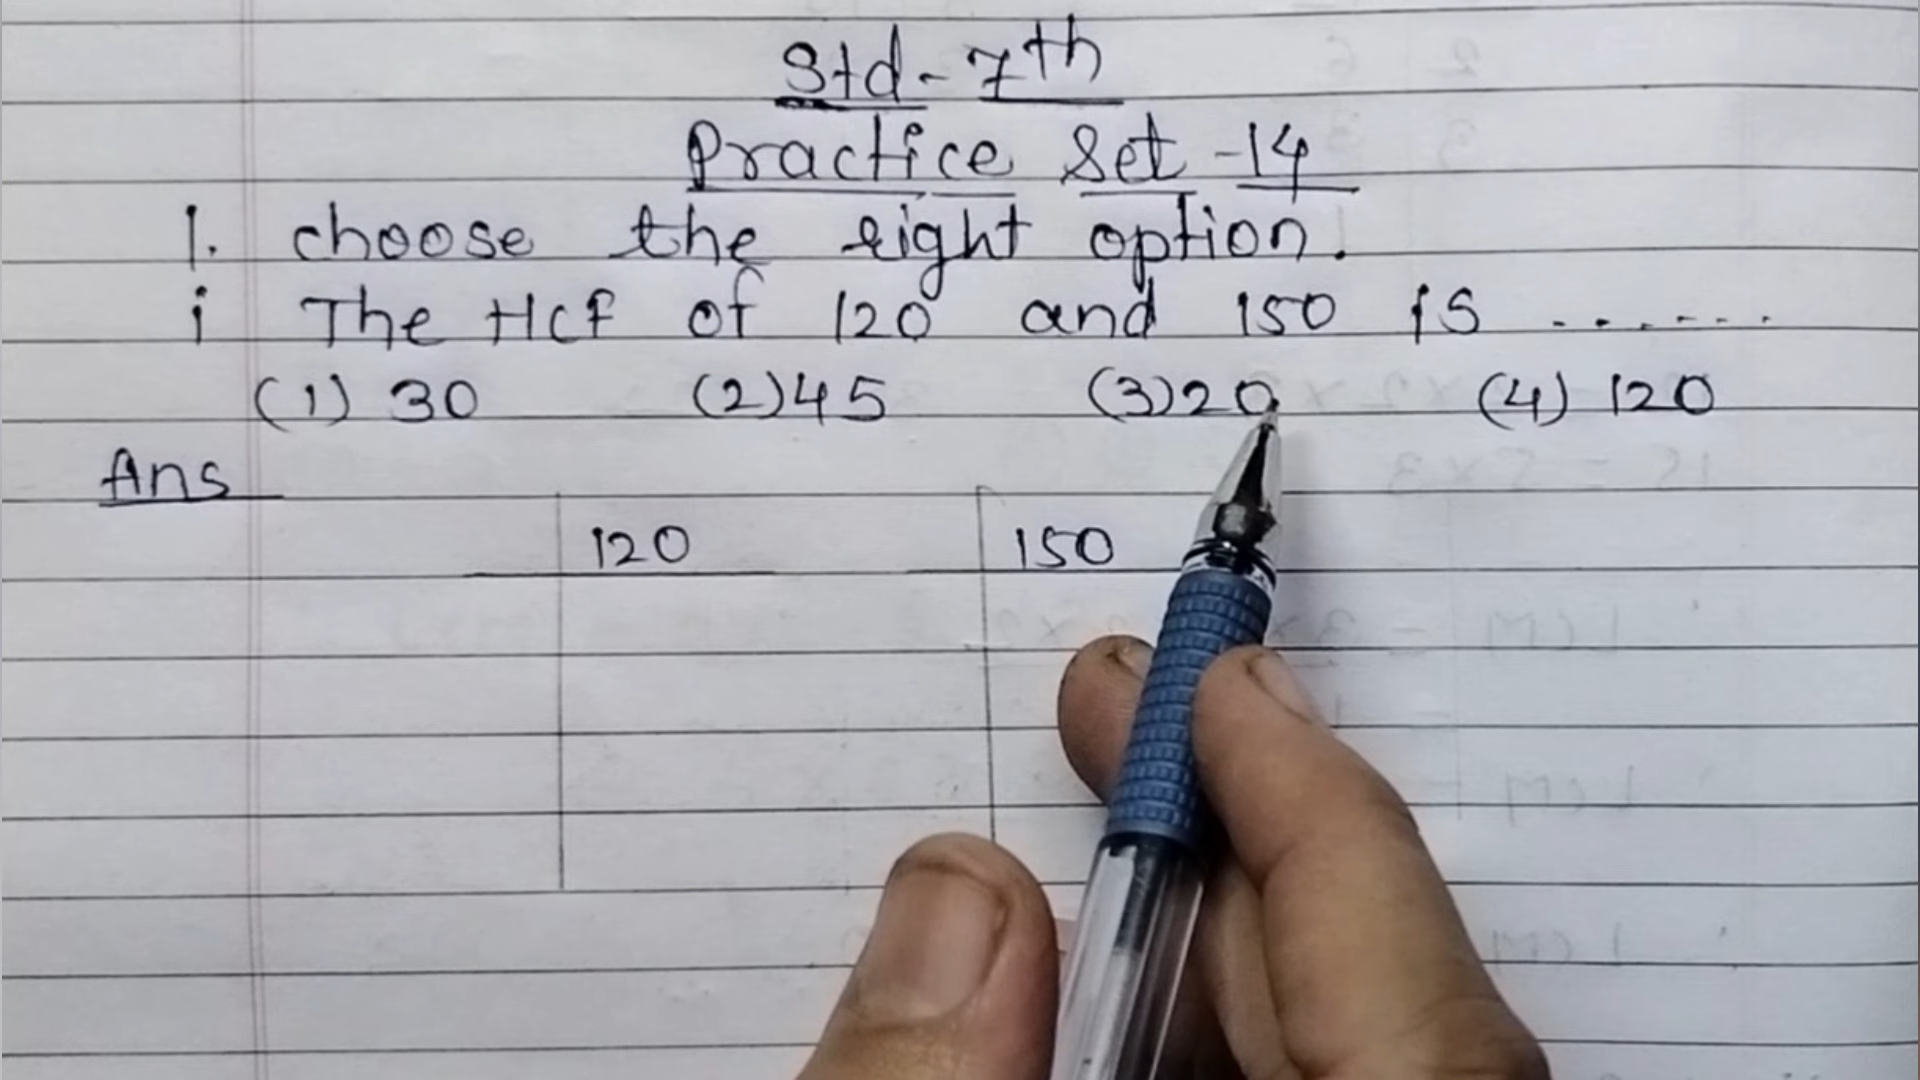 Std - 7th
Practice Set - 14
1. choose the right option.
i The HCF of 120 and 150 is .......
(1) 30 (2) 45 (3) 20 (4) 120
Ans
120 150